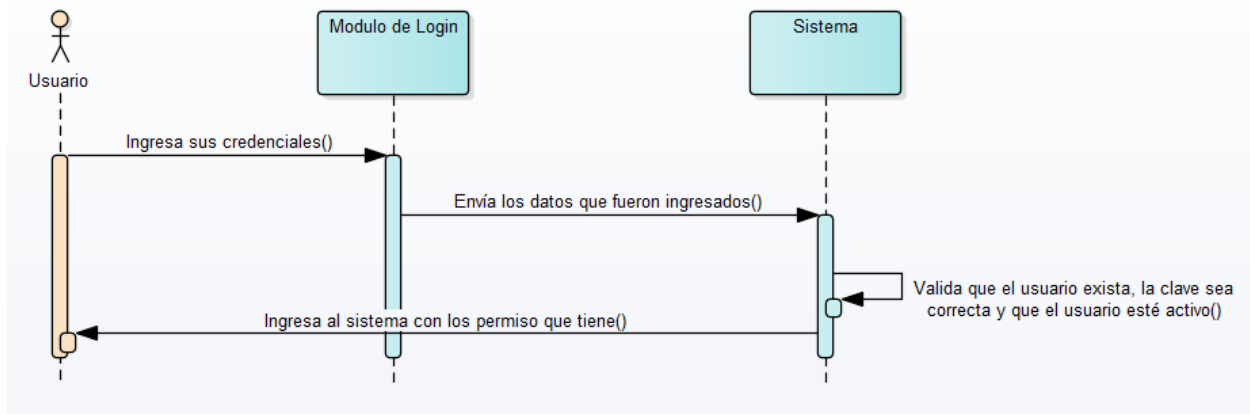 Modulo de Login
Sistema
Usuario
Ingresa sus credenciales()
Envía los datos que fueron ingresados()
Valida que el usuario exista, la clave sea
correcta y que el usuario esté activo()
Ingresa al sistema con los permiso que tiene()